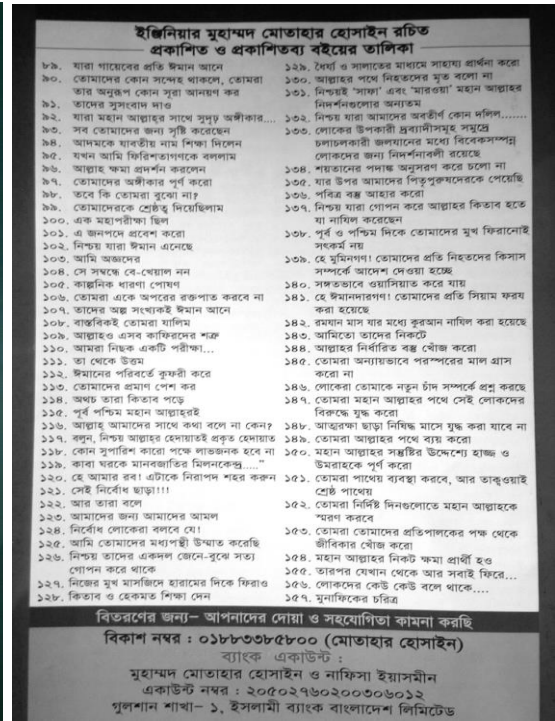 ইঞ্জিনিয়ার মুহাম্মদ মোতাহার হোসাইন রচিত
প্রকাশিত ও প্রকাশিতব্য বইয়ের তালিকা
৮৯. যারা গায়েবের প্রতি ঈমান আনে
৯০. তোমাদের কোন সন্দেহ থাকলে, তোমরা
তার অনুরূপ কোন সূরা আনয়ণ কর
৯১. তাদের সুসংবাদ দাও
৯২. যারা মহান আল্লাহর সাথে সুদৃঢ় অঙ্গীকার....
৯৩. সব তোমাদের জন্য সৃষ্টি করেছেন
৯৪. আদমকে যাবতীয় নাম শিক্ষা দিলেন
৯৫. যখন আমি ফিরিশতাগণকে বললাম
৯৬. আল্লাহ ক্ষমা প্রদর্শন করলেন
৯৭. তোমাদের অঙ্গীকার পূর্ণ করো
৯৮. তবে কি তোমরা বুঝো না?
৯৯. তোমাদেরকে শ্রেষ্ঠত্ব দিয়েছিলাম
১০০. এক মহাপরীক্ষা ছিল
১০১. এ জনপদে প্রবেশ করো
১০২. নিশ্চয় যারা ঈমান এনেছে
১০৩. আমি অজ্ঞদের
১০৪. সে সম্বন্ধে বে-খেয়াল নন
১০৫. কাল্পনিক ধারণা পোষণ
১০৬. তোমরা একে অপরের রক্তপাত করবে না
১০৭. তাদের অল্প সংখ্যকই ঈমান আনে
১০৮. বাস্তবিকই তোমরা যালিম
১০৯. আল্লাহও এসব কাফিরদের শত্রু
১১০. আমরা নিছক একটি পরীক্ষা...
১১১. তা থেকে উত্তম
১১২. ঈমানের পরিবর্তে কুফরী করে
১১৩. তোমাদের প্রমাণ পেশ কর
১১৪. অথচ তারা কিতাব পড়ে
১১৫. পূর্ব পশ্চিম মহান আল্লাহরই
১১৬. আল্লাহ আমাদের সাথে কথা বলে না কেন?
১১৭. বলুন, নিশ্চয় আল্লাহর হেদায়াতই প্রকৃত হেদায়াত
১১৮. কোন সুপারিশ কারো পক্ষে লাভজনক হবে না
১১৯. কাবা ঘরকে মানবজাতির মিলনকেন্দ্র....."
১২০. হে আমার রব! এটাকে নিরাপদ শহর করুন
১২১. সেই নির্বোধ ছাড়া!!!!
১২২. আর তারা বলে
১২৩. আমাদের জন্য আমাদের আমল
১২৪. নির্বোধ লোকেরা বলবে যে!
১২৫. আমি তোমাদের মধ্যপন্থী উম্মাত করেছি
১২৬. নিশ্চয় তাদের একদল জেনে-বুঝে সত্য
গোপন করে থাকে
১২৭. নিজের মুখ মাসজিদে হারামের দিকে ফিরাও
১২৮. কিতাব ও হেকমত শিক্ষা দেন
১২৯. ধৈর্য্য ও সালাতের মাধ্যমে সাহায্য প্রার্থনা করো
১৩০. আল্লাহর পথে নিহতদের মৃত বলো না
১৩১. নিশ্চয়ই 'সাফা' এবং 'মারওয়া' মহান আল্লাহর
নিদর্শনগুলোর অন্যতম
১৩২. নিশ্চয় যারা আমাদের অবতীর্ণ কোন দলিল.......
১৩৩. লোকের উপকারী দ্রব্যাদীসমূহ সমুদ্রে
চলাচলকারী জলযানের মধ্যে বিবেকসম্পন্ন
লোকদের জন্য নিদর্শনাবলী রয়েছে
১৩৪. শয়তানের পদাঙ্ক অনুসরণ করে চলো না
১৩৫. যার উপর আমাদের পিতৃপুরুষদেরকে পেয়েছি
১৩৬. পবিত্র বস্তু আহার করো
১৩৭. নিশ্চয় যারা গোপন করে আল্লাহর কিতাব হতে
যা নাযিল করেছেন
১৩৮. পূর্ব ও পশ্চিম দিকে তোমাদের মুখ ফিরানোই
সৎকর্ম নয়
১৩৯. হে মুমিনগণ! তোমাদের প্রতি নিহতদের কিসাস
সম্পর্কে আদেশ দেওয়া হচ্ছে
১৪০. সঙ্গতভাবে ওয়াসিয়াত করে যায়
১৪১. হে ঈমানদারগণ! তোমাদের প্রতি সিয়াম ফরয
করা হয়েছে
১৪২. রমযান মাস যার মধ্যে কুরআন নাযিল করা হয়েছে
১৪৩. আমিতো তাদের নিকটে
১৪৪. আল্লাহর নির্ধারিত বস্তু খোঁজ করো
১৪৫. তোমরা অন্যায়ভাবে পরস্পরের মাল গ্রাস
করো না
১৪৬. লোকেরা তোমাকে নতুন চাঁদ সম্পর্কে প্রশ্ন করছে
১৪৭. তোমরা মহান আল্লাহর পথে সেই লোকদের
বিরুদ্ধে যুদ্ধ করো
১৪৮. আত্মরক্ষা ছাড়া নিষিদ্ধ মাসে যুদ্ধ করা যাবে না
১৪৯. তোমরা আল্লাহর পথে ব্যয় করো
১৫০. মহান আল্লাহর সন্তুষ্টির উদ্দেশ্যে হাজ্জ ও
উমরাহকে পূর্ণ করো
১৫১. তোমরা পাথেয় ব্যবস্থা করবে, আর তাক্বওয়াই
শ্রেষ্ঠ পাথেয়
১৫২. তোমরা নির্দিষ্ট দিনগুলোতে মহান আল্লাহকে
স্মরণ করবে
১৫৩. তোমরা তোমাদের প্রতিপালকের পক্ষ থেকে
জীবিকার খোঁজ করো
১৫৪. মহান আল্লাহর নিকট ক্ষমা প্রার্থী হও
১৫৫. তারপর যেখান থেকে আর সবাই ফিরে...
১৫৬. লোকদের কেউ কেউ বলে থাকে....
১৫৭. মুনাফিকের চরিত্র
বিতরণের জন্য– আপনাদের দোয়া ও সহযোগিতা কামনা করছি
বিকাশ নম্বর : ০১৮৮৩৩৮৫৮০০ (মোতাহার হোসাইন)
ব্যাংক একাউন্ট :
মুহাম্মদ মোতাহার হোসাইন ও নাফিসা ইয়াসমীন
একাউন্ট নম্বর : ২০৫০২৭৬০২০০৩০৬০১২
গুলশান শাখা– ১, ইসলামী ব্যাংক বাংলাদেশ লিমিটেড